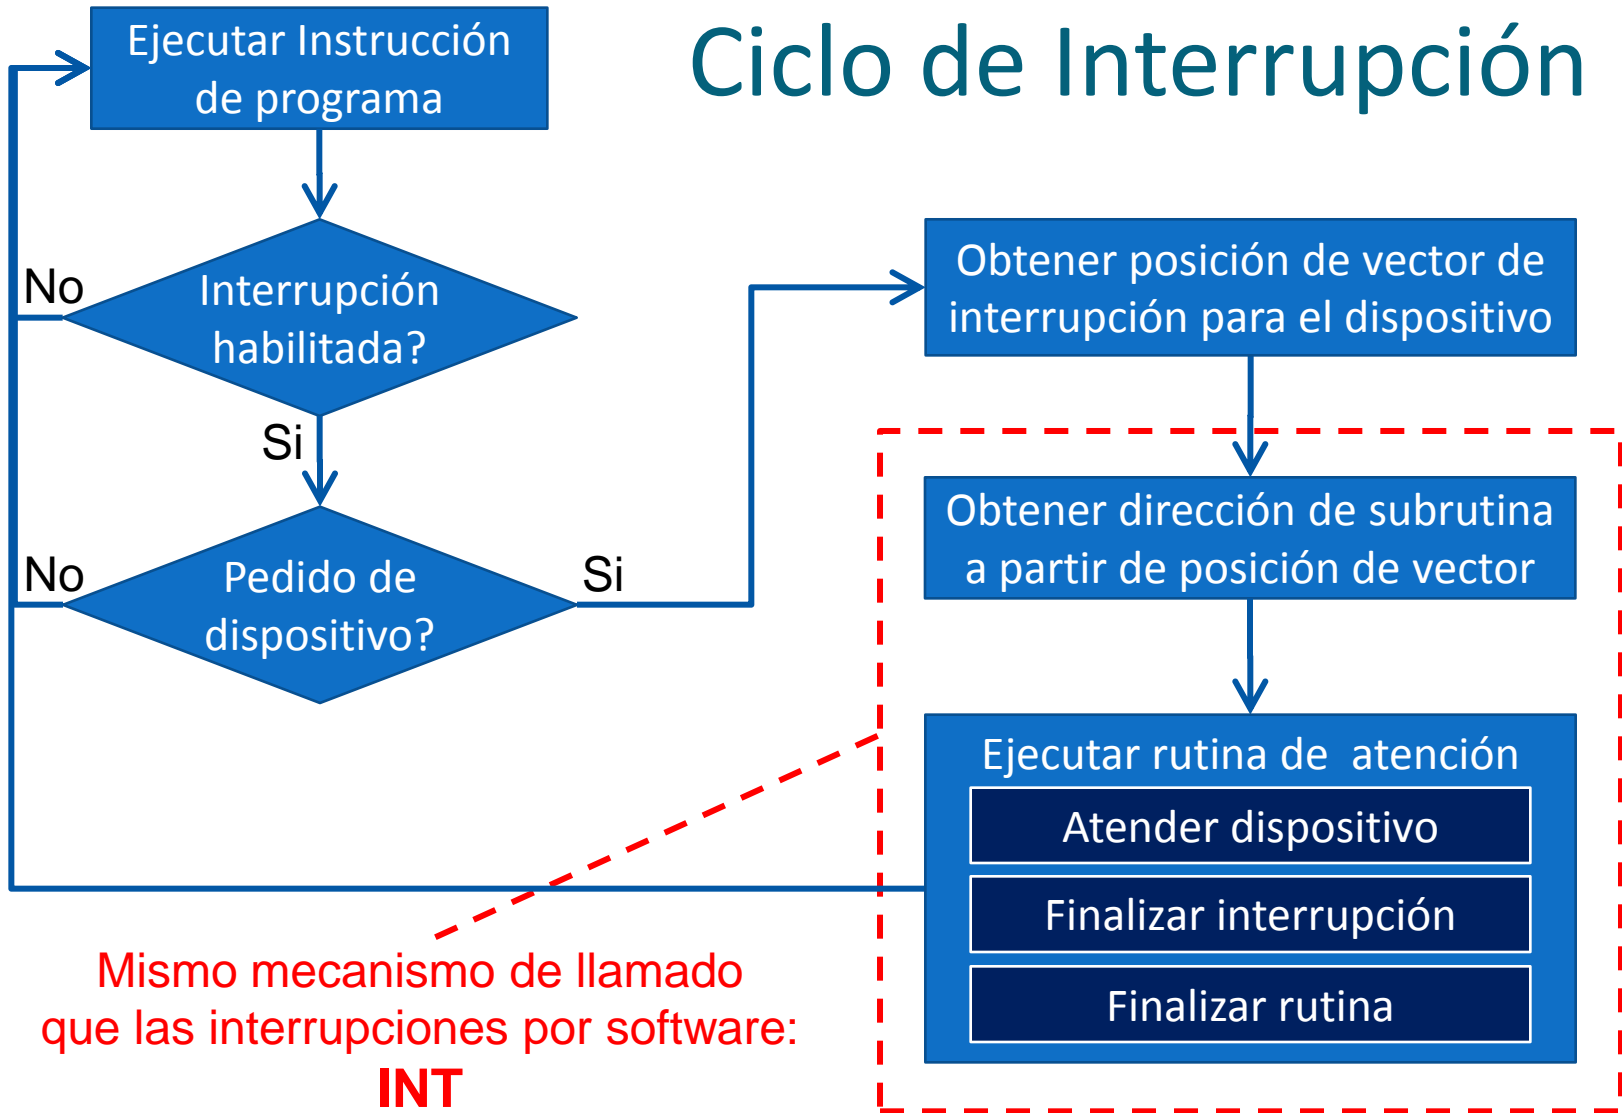 Ciclo de Interrupción
Ejecutar Instrucción
de programa
Interrupción
habilitada?
No
Si
Pedido de
dispositivo?
No
Si
Obtener posición de vector de
interrupción para el dispositivo
Obtener dirección de subrutina
a partir de posición de vector
Ejecutar rutina de atención
Atender dispositivo
Finalizar interrupción
Finalizar rutina
Mismo mecanismo de llamado
que las interrupciones por software:
INT